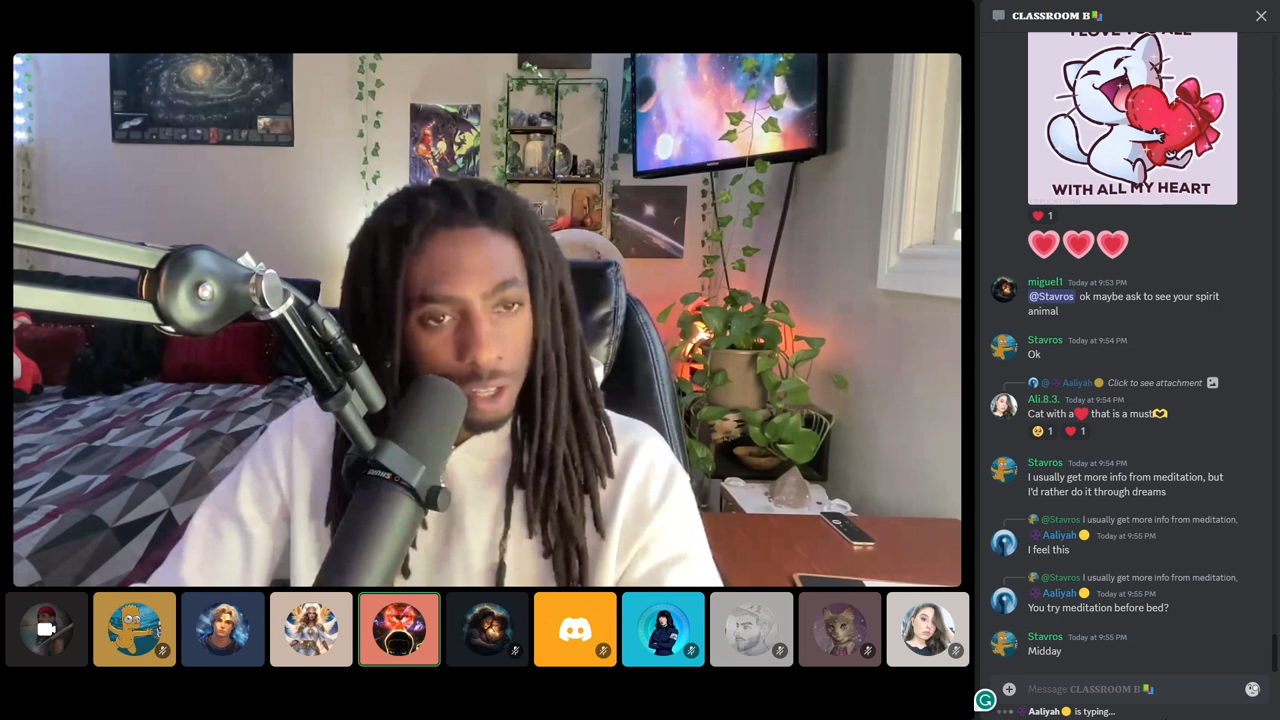 CLASSROOM B
I LOVE YOU ALL
WITH ALL MY HEART
1
miguel1 Today at 9:53 PM
@Stavros ok maybe ask to see your spirit
animal
Stavros Today at 9:54 PM
Ok
@ Aaliyah Click to see attachment
Ali.8.3. Today at 9:54 PM
Cat with a that is a must
1 1
Stavros Today at 9:54 PM
I usually get more info from meditation, but
I'd rather do it through dreams
@Stavros I usually get more info from meditation,
Aaliyah Today at 9:55 PM
I feel this
@Stavros I usually get more info from meditation,
Aaliyah Today at 9:55 PM
You try meditation before bed?
Stavros Today at 9:55 PM
Midday
Message CLASSROOM B
Aaliyah is typing...